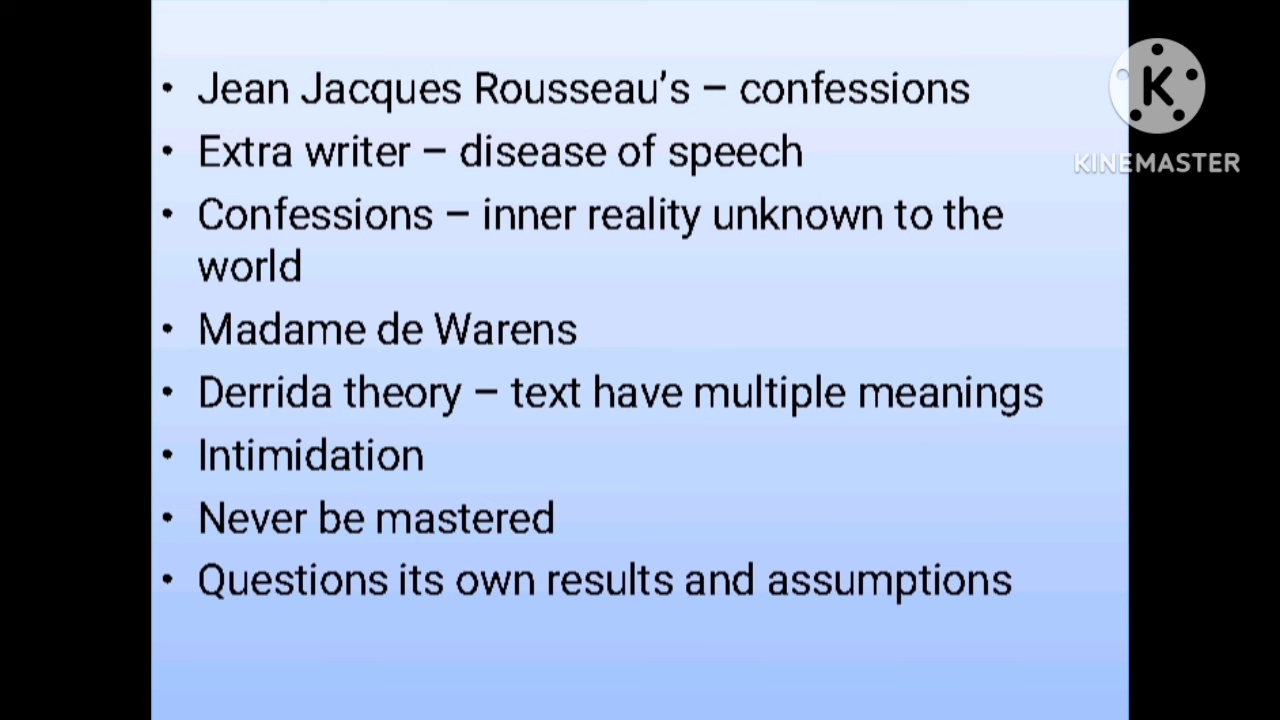 • Jean Jacques Rousseau’s – confessions
• Extra writer – disease of speech
• Confessions – inner reality unknown to the
world
• Madame de Warens
• Derrida theory – text have multiple meanings
• Intimidation
• Never be mastered
• Questions its own results and assumptions
K
KINEMASTER